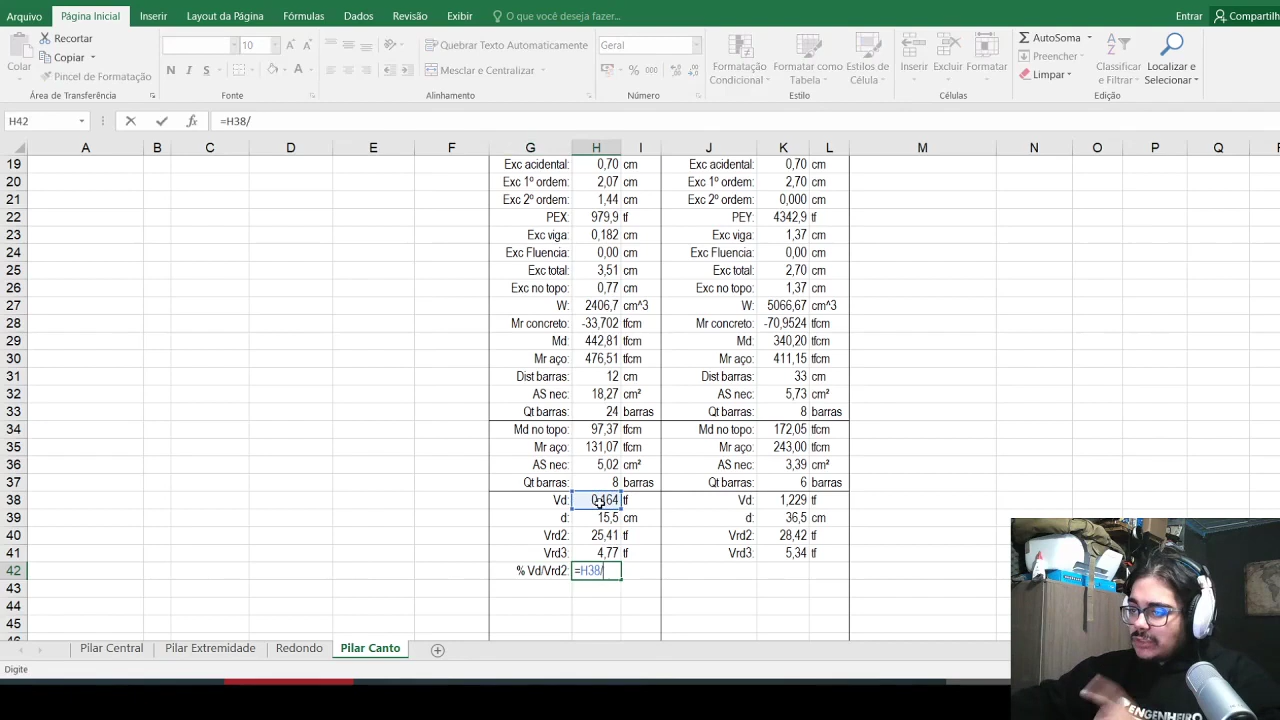 Arquivo Página Inicial Inserir Layout da Página Fórmulas Dados Revisão Exibir O que você deseja fazer... Entrar Compartilh
Recortar
Copiar
Pincel de Formatação
Colar
Área de Transferência
10
N I S
Fonte
Quebrar Texto Automaticamente
Mesclar e Centralizar
Alinhamento
Geral
% 000
Número
Formatação Condicional
Formatar como Tabela
Estilos de Célula
Estilo
Inserir Excluir Formatar
Células
AutoSoma
Preencher
Limpar
Classificar e Filtrar
Localizar e Selecionar
Edição
H42 fx =H38/
A B C D E F G H I J K L M N O P Q
19 Exc acidental: 0,70 cm Exc acidental: 0,70 cm
20 Exc 1º ordem: 2,07 cm Exc 1º ordem: 2,70 cm
21 Exc 2º ordem: 1,44 cm Exc 2º ordem: 0,000 cm
22 PEX: 979,9 tf PEY: 4342,9 tf
23 Exc viga: 0,182 cm Exc viga: 1,37 cm
24 Exc Fluencia: 0,00 cm Exc Fluencia: 0,00 cm
25 Exc total: 3,51 cm Exc total: 2,70 cm
26 Exc no topo: 0,77 cm Exc no topo: 1,37 cm
27 W: 2406,7 cm^3 W: 5066,67 cm^3
28 Mr concreto: -33,702 tfcm Mr concreto: -70,9524 tfcm
29 Md: 442,81 tfcm Md: 340,20 tfcm
30 Mr aço: 476,51 tfcm Mr aço: 411,15 tfcm
31 Dist barras: 12 cm Dist barras: 33 cm
32 AS nec: 18,27 cm² AS nec: 5,73 cm²
33 Qt barras: 24 barras Qt barras: 8 barras
34 Md no topo: 97,37 tfcm Md no topo: 172,05 tfcm
35 Mr aço: 131,07 tfcm Mr aço: 243,00 tfcm
36 AS nec: 5,02 cm² AS nec: 3,39 cm²
37 Qt barras: 8 barras Qt barras: 6 barras
38 Vd: 0,464 tf Vd: 1,229 tf
39 d: 15,5 cm d: 36,5 cm
40 Vrd2: 25,41 tf Vrd2: 28,42 tf
41 Vrd3: 4,77 tf Vrd3: 5,34 tf
42 % Vd/Vrd2: =H38/
43
44
45
Pilar Central Pilar Extremidade Redondo Pilar Canto
Digite
ENGENHEIRO